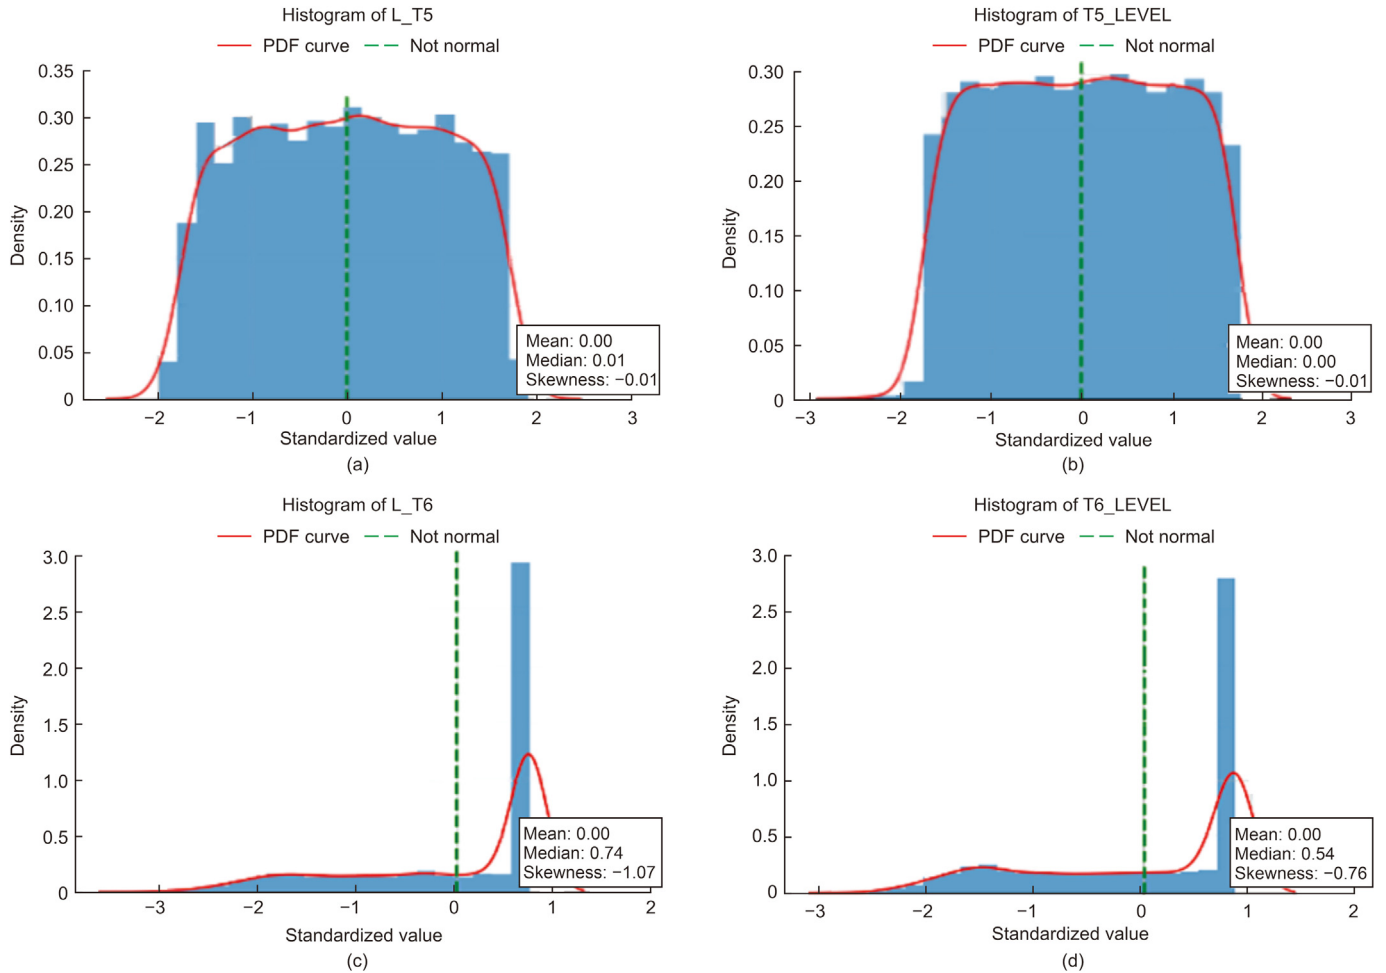 Histogram of L_T5
PDF curve Not normal
0.35
0.30
0.25
0.20
0.15
0.10
0.05
0
Density
Mean: 0.00
Median: 0.01
Skewness: −0.01
−2 −1 0 1 2 3
Standardized value
(a)
Histogram of T5_LEVEL
PDF curve Not normal
0.30
0.25
0.20
0.15
0.10
0.05
0
Density
Mean: 0.00
Median: 0.00
Skewness: −0.01
−3 −2 −1 0 1 2 3
Standardized value
(b)
Histogram of L_T6
PDF curve Not normal
3.0
2.5
2.0
1.5
1.0
0.5
0
Density
Mean: 0.00
Median: 0.74
Skewness: −1.07
−3 −2 −1 0 1 2
Standardized value
(c)
Histogram of T6_LEVEL
PDF curve Not normal
3.0
2.5
2.0
1.5
1.0
0.5
0
Density
Mean: 0.00
Median: 0.54
Skewness: −0.76
−3 −2 −1 0 1 2
Standardized value
(d)